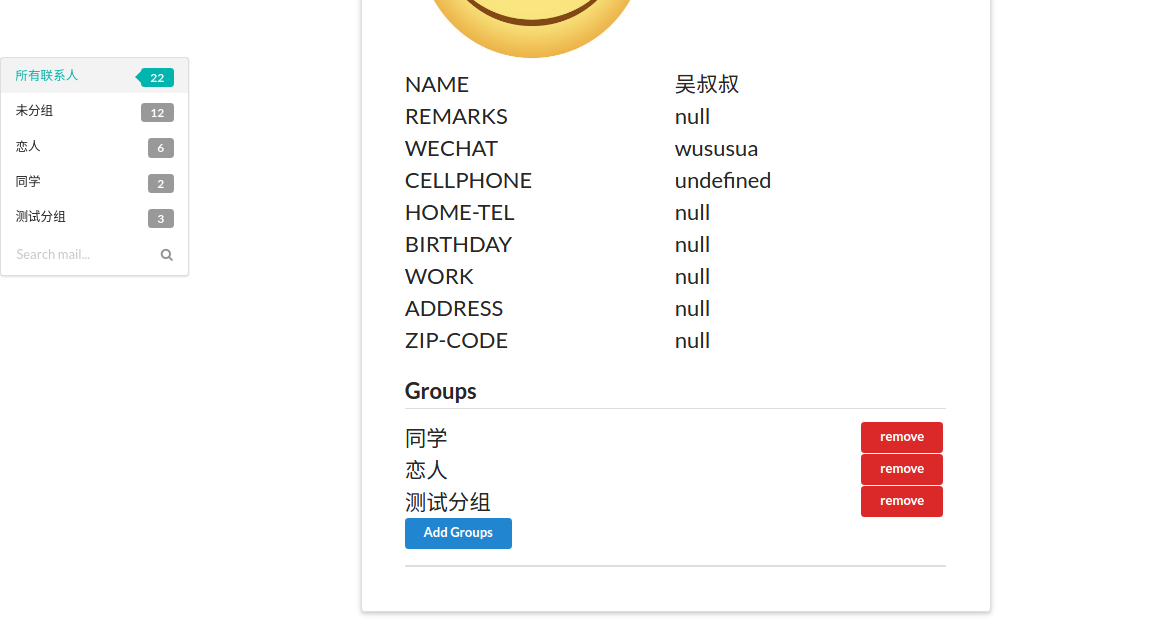 所有联系人 22
未分组 12
恋人 6
同学 2
测试分组 3
Search mail...
NAME 吴叔叔
REMARKS null
WECHAT wususua
CELLPHONE undefined
HOME-TEL null
BIRTHDAY null
WORK null
ADDRESS null
ZIP-CODE null
Groups
同学 remove
恋人 remove
测试分组 remove
Add Groups